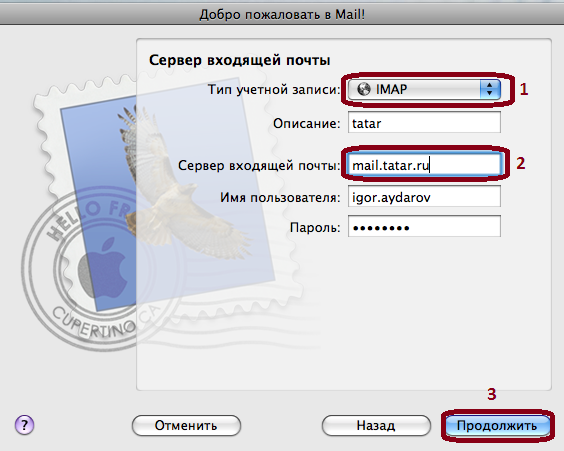 Добро пожаловать в Mail!
Сервер входящей почты
Тип учетной записи: IMAP 1
Описание: tatar
Сервер входящей почты: mail.tatar.ru 2
Имя пользователя: igor.aydarov
Пароль: ••••••••
HELLO FR
CUPERTINO, CA
3
? Отменить Назад Продолжить